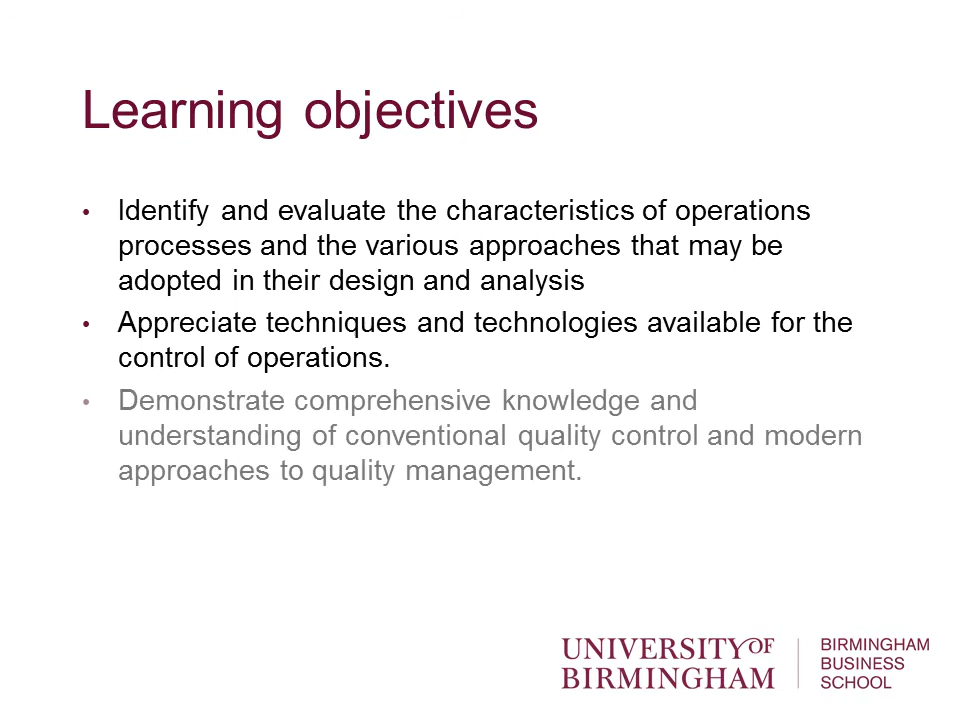 Learning objectives
• Identify and evaluate the characteristics of operations
processes and the various approaches that may be
adopted in their design and analysis
• Appreciate techniques and technologies available for the
control of operations.
• Demonstrate comprehensive knowledge and
understanding of conventional quality control and modern
approaches to quality management.
UNIVERSITY OF
BIRMINGHAM
BIRMINGHAM
BUSINESS
SCHOOL